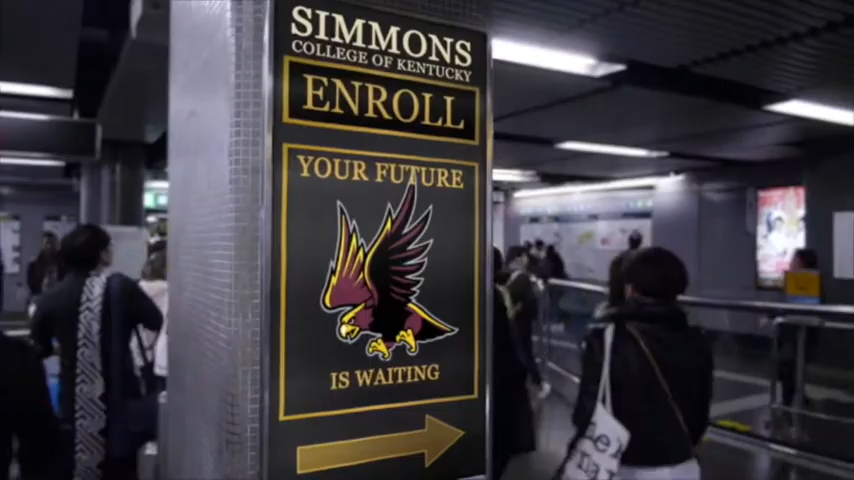 SIMMONS
COLLEGE OF KENTUCKY
ENROLL
YOUR FUTURE
IS WAITING